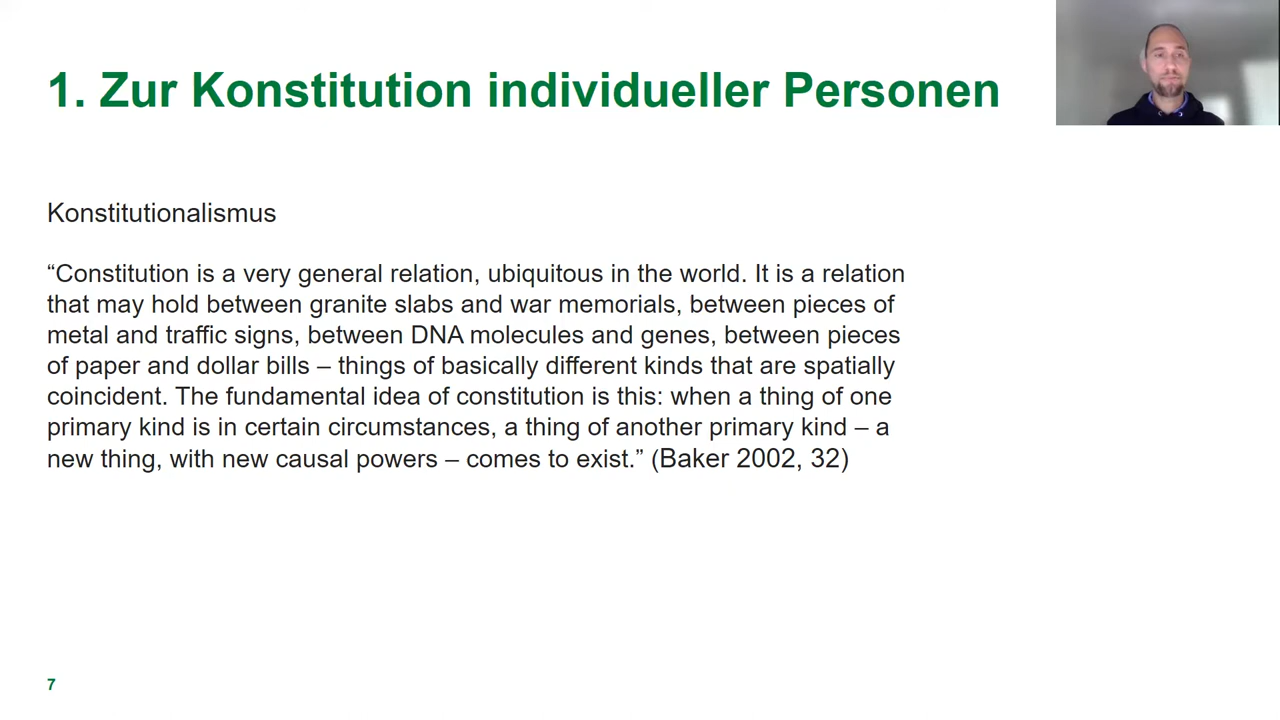 1. Zur Konstitution individueller Personen
Konstitutionalismus
“Constitution is a very general relation, ubiquitous in the world. It is a relation
that may hold between granite slabs and war memorials, between pieces of
metal and traffic signs, between DNA molecules and genes, between pieces
of paper and dollar bills – things of basically different kinds that are spatially
coincident. The fundamental idea of constitution is this: when a thing of one
primary kind is in certain circumstances, a thing of another primary kind – a
new thing, with new causal powers – comes to exist.” (Baker 2002, 32)
7